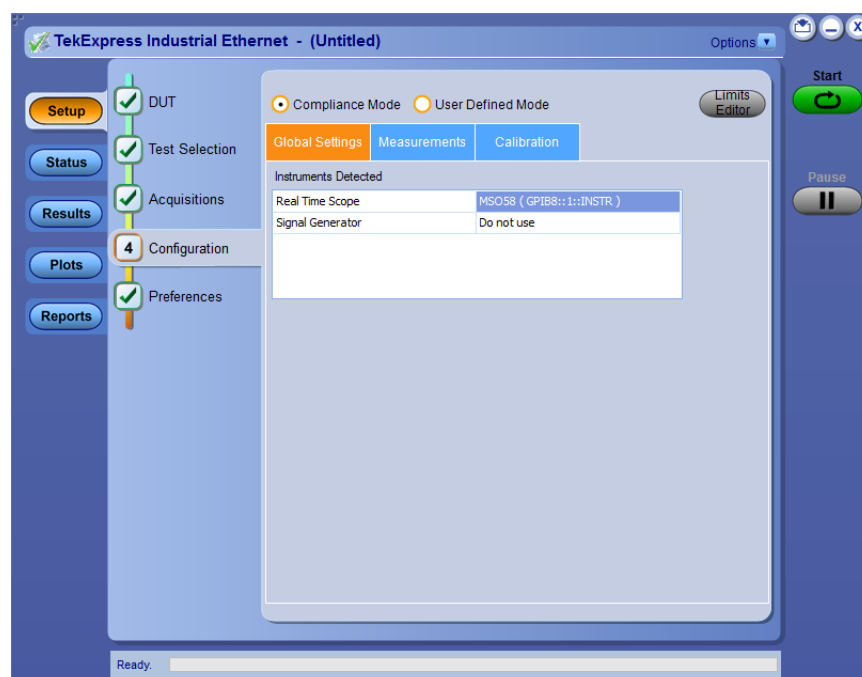 TekExpress Industrial Ethernet - (Untitled)
Options
X
Start
Pause
Setup
Status
Results
Plots
Reports
DUT
Test Selection
Acquisitions
4 Configuration
Preferences
Compliance Mode User Defined Mode
Limits
Editor
Global Settings Measurements Calibration
Instruments Detected
Real Time Scope MSO58 ( GPIB8::1::INSTR )
Signal Generator Do not use
Ready.